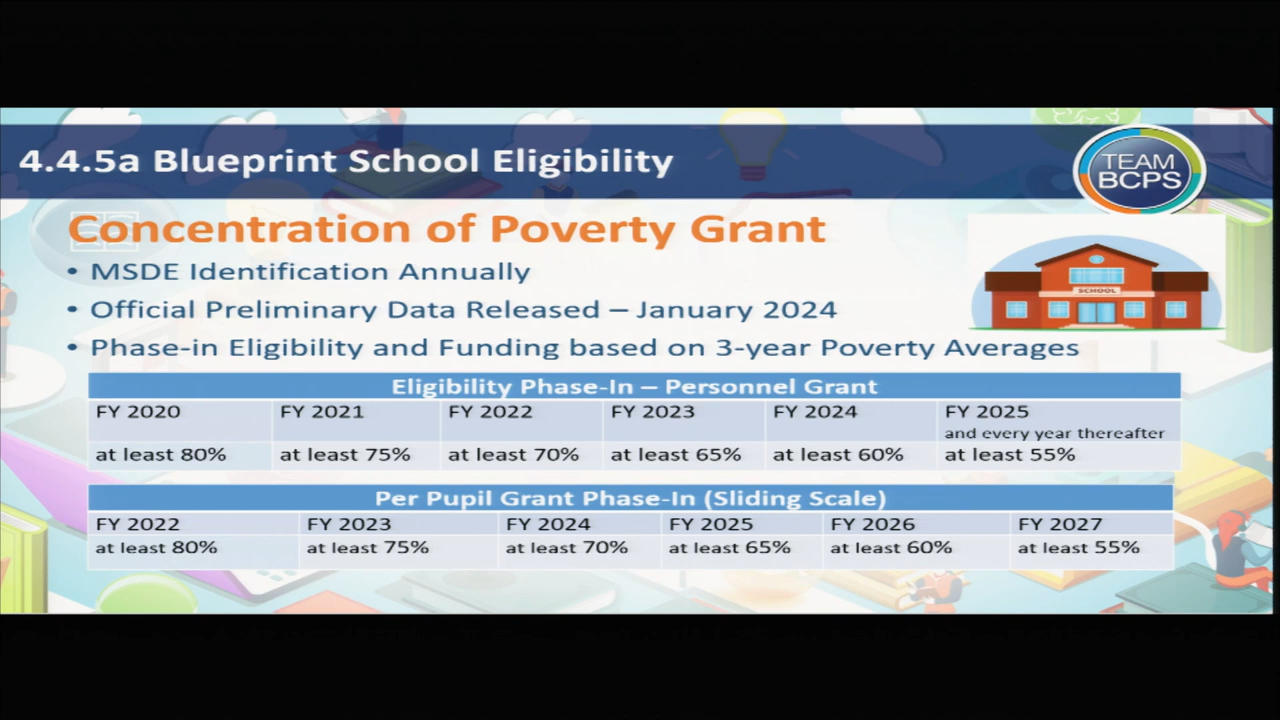 4.4.5a Blueprint School Eligibility
TEAM
BCPS
Concentration of Poverty Grant
• MSDE Identification Annually
• Official Preliminary Data Released – January 2024
• Phase-in Eligibility and Funding based on 3-year Poverty Averages
SCHOOL
Eligibility Phase-In – Personnel Grant
FY 2020 FY 2021 FY 2022 FY 2023 FY 2024 FY 2025
and every year thereafter
at least 80% at least 75% at least 70% at least 65% at least 60% at least 55%
Per Pupil Grant Phase-In (Sliding Scale)
FY 2022 FY 2023 FY 2024 FY 2025 FY 2026 FY 2027
at least 80% at least 75% at least 70% at least 65% at least 60% at least 55%